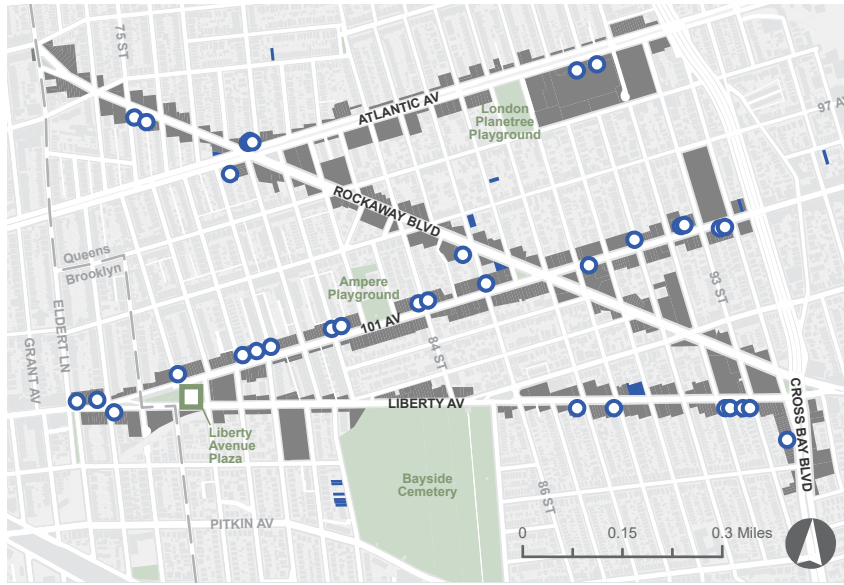 75 ST
ATLANTIC AV
London
Planetree
Playground
97 AV
ROCKAWAY BLVD
Queens
Brooklyn
Ampere
Playground
93 ST
ELDERT LN
GRANT AV
101 AV
84 ST
LIBERTY AV
CROSS BAY BLVD
Liberty
Avenue
Plaza
Bayside
Cemetery
86 ST
PITKIN AV
0 0.15 0.3 Miles